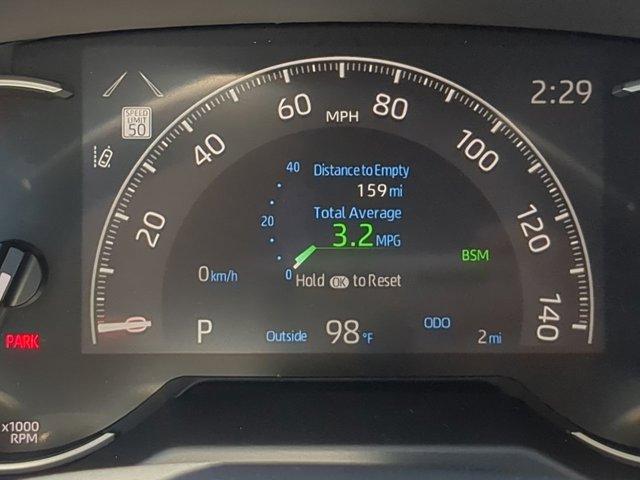 2:29
SPEED
LIMIT
50
0
20
40
60
80
100
120
140
MPH
40
20
0
Distance to Empty
159 mi
Total Average
3.2 MPG
BSM
0 km/h
Hold OK to Reset
P
Outside 98 °F
ODO
2 mi
PARK
x1000
RPM